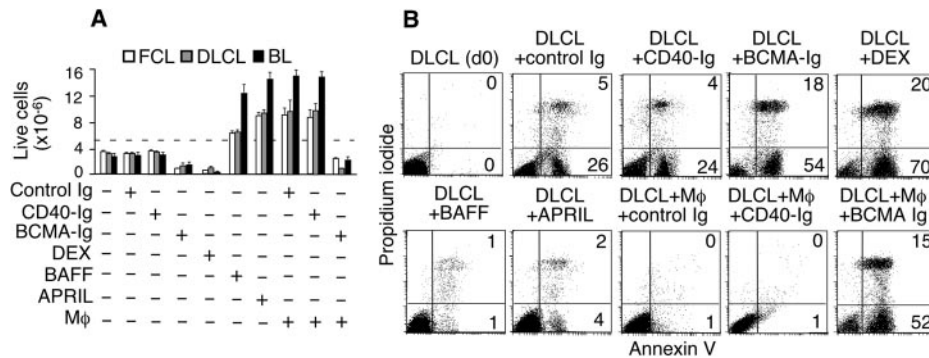 A
FCL DLCL BL
Live cells
(x10-6)
16
12
8
4
0
Control Ig – + – – – – – + – –
CD40-Ig – – + – – – – – + –
BCMA-Ig – – – + – – – – – +
DEX – – – – + – – – – –
BAFF – – – – – + – – – –
APRIL – – – – – – + – – –
Mϕ – – – – – – – + + +
B
Propidium iodide
DLCL (d0)
0
0
DLCL
+control Ig
5
26
DLCL
+CD40-Ig
4
24
DLCL
+BCMA-Ig
18
54
DLCL
+DEX
20
70
DLCL
+BAFF
1
DLCL
+APRIL
2
4
DLCL+Mϕ
+control Ig
0
1
DLCL+Mϕ
+CD40-Ig
0
1
DLCL+Mϕ
+BCMA Ig
15
52
Annexin V